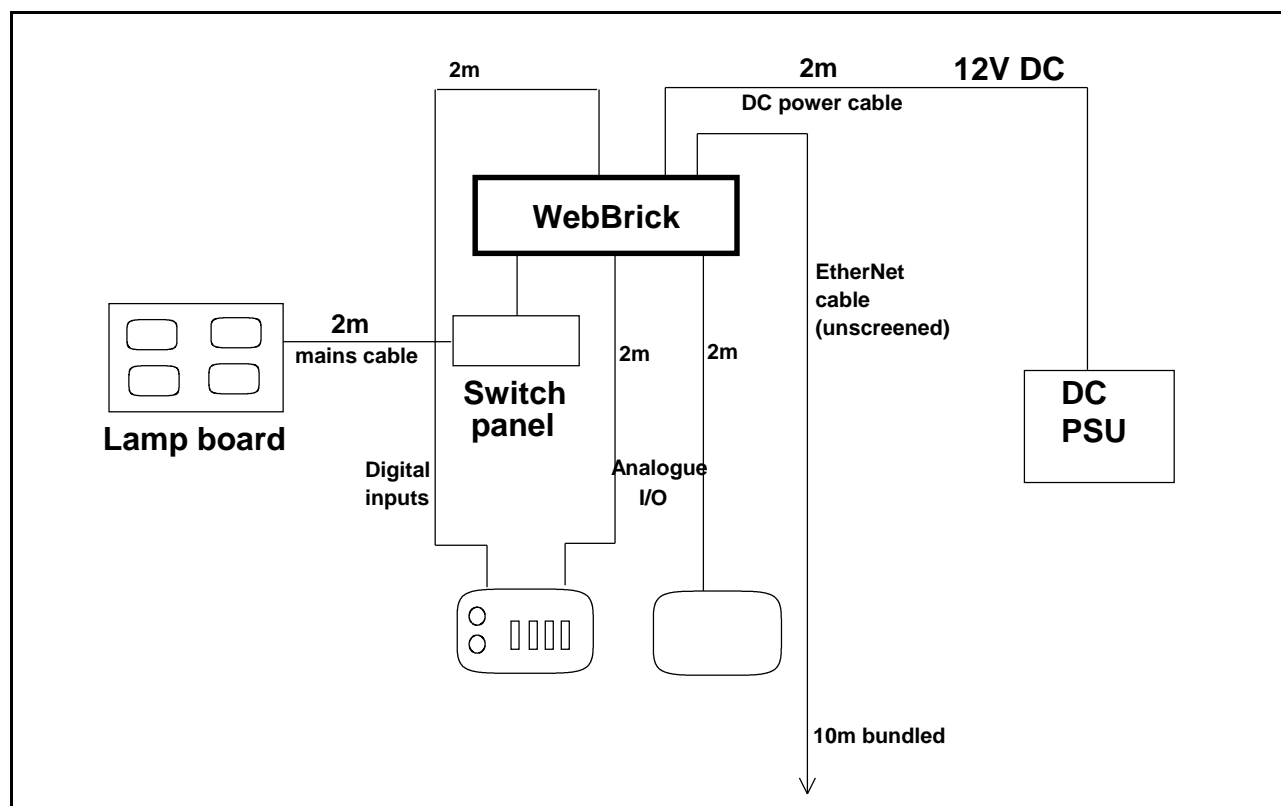 2m
2m
12V DC
DC power cable
WebBrick
EtherNet
cable
(unscreened)
2m
mains cable
2m
2m
Switch
panel
DC
PSU
Lamp board
Digital
inputs
Analogue
I/O
10m bundled